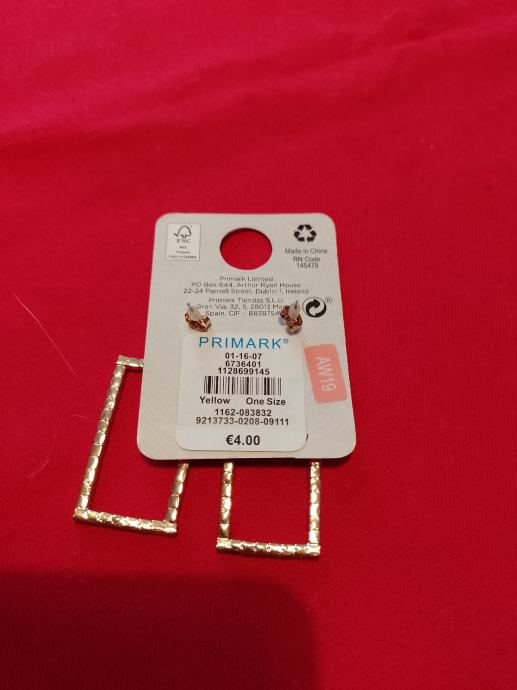 FSC
MIX
Made in China
RN Code
145478
Primark Limited
PO Box 644, Arthur Ryan House
22-24 Parnell Street, Dublin 1, Ireland
Primark Tiendas S.L.U.
Gran Via, 32, 5, 28013
Spain. CIF - B838754
PRIMARK®
01-16-07
6736401
1128699145
Yellow One Size
1162-083832
9213733-0208-09111
€4.00
AW19